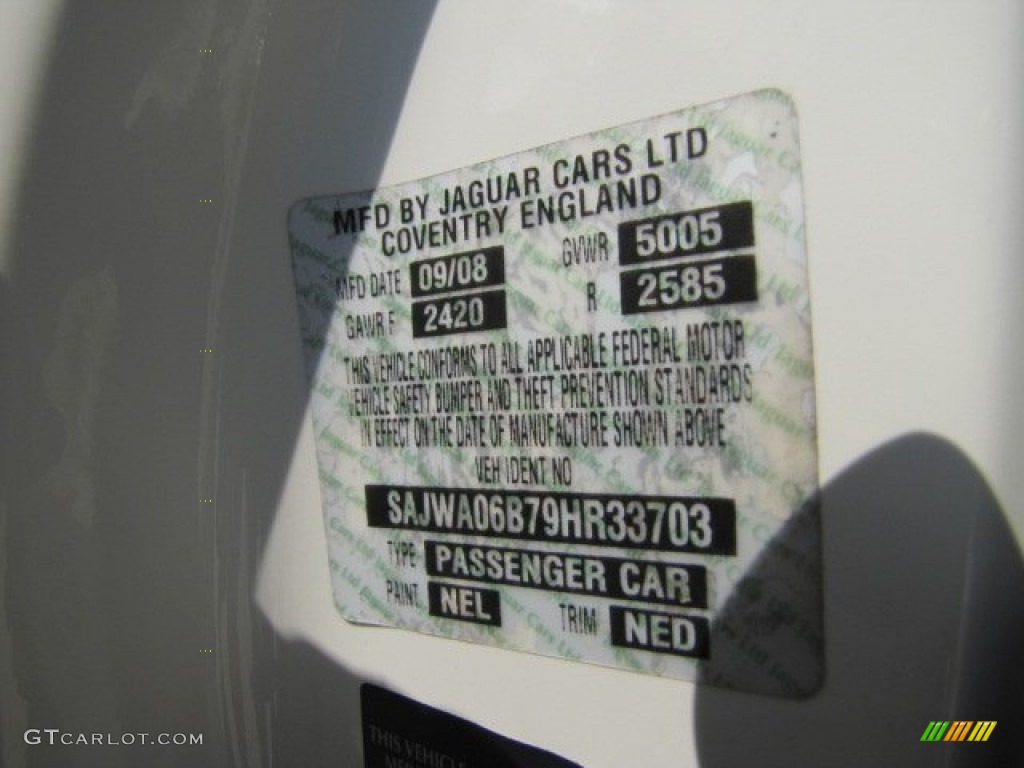 MFD BY JAGUAR CARS LTD
COVENTRY ENGLAND
MFD DATE 09/08 GVWR 5005
GAWR F 2420 R 2585
THIS VEHICLE CONFORMS TO ALL APPLICABLE FEDERAL MOTOR
VEHICLE SAFETY BUMPER AND THEFT PREVENTION STANDARDS
IN EFFECT ON THE DATE OF MANUFACTURE SHOWN ABOVE
VEH IDENT NO
SAJWA06B79HR33703
TYPE PASSENGER CAR
PAINT NEL TRIM NED
THIS VEHICLE
GTCARLOT.COM